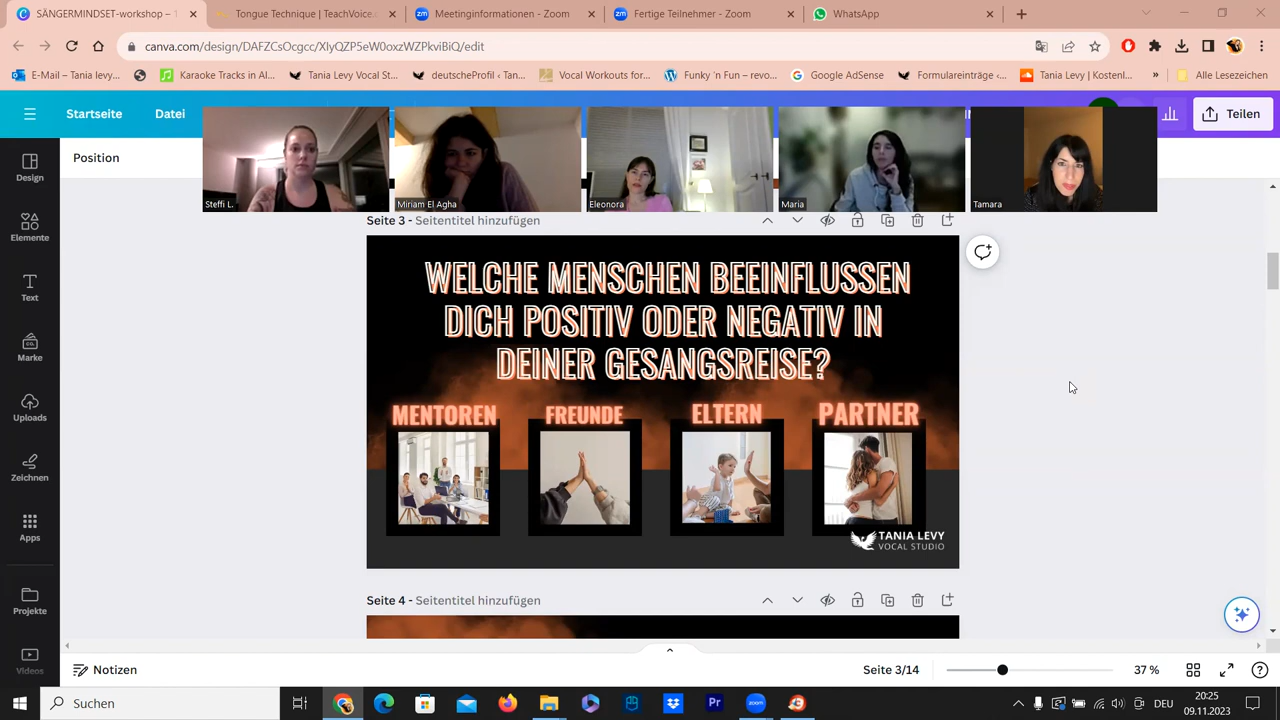 SÄNGERMINDSET-workshop –
Tongue Technique | TeachVoice.
Meetinginformationen - Zoom
Fertige Teilnehmer - Zoom
WhatsApp
canva.com/design/DAFZCsOcgcc/XlyQZP5eW0oxzWZPkviBiQ/edit
E-Mail – Tania levy...
Karaoke Tracks in Al...
Tania Levy Vocal St...
deutscheProfil ‹ Tan...
Vocal Workouts for...
Funky 'n Fun – revo...
Google AdSense
Formulareinträge ‹...
Tania Levy | Kostenl...
»
Alle Lesezeichen
Startseite
Datei
Teilen
Position
Steffi L.
Miriam El Agha
Eleonora
Maria
Tamara
Design
Elemente
Text
Marke
Uploads
Zeichnen
Apps
Projekte
Videos
Seite 3 - Seitentitel hinzufügen
WELCHE MENSCHEN BEEINFLUSSEN
DICH POSITIV ODER NEGATIV IN
DEINER GESANGSREISE?
MENTOREN
FREUNDE
ELTERN
PARTNER
TANIA LEVY
VOCAL STUDIO
Seite 4 - Seitentitel hinzufügen
Notizen
Seite 3/14
37 %
Suchen
zoom
Pr
DEU
20:25
09.11.2023